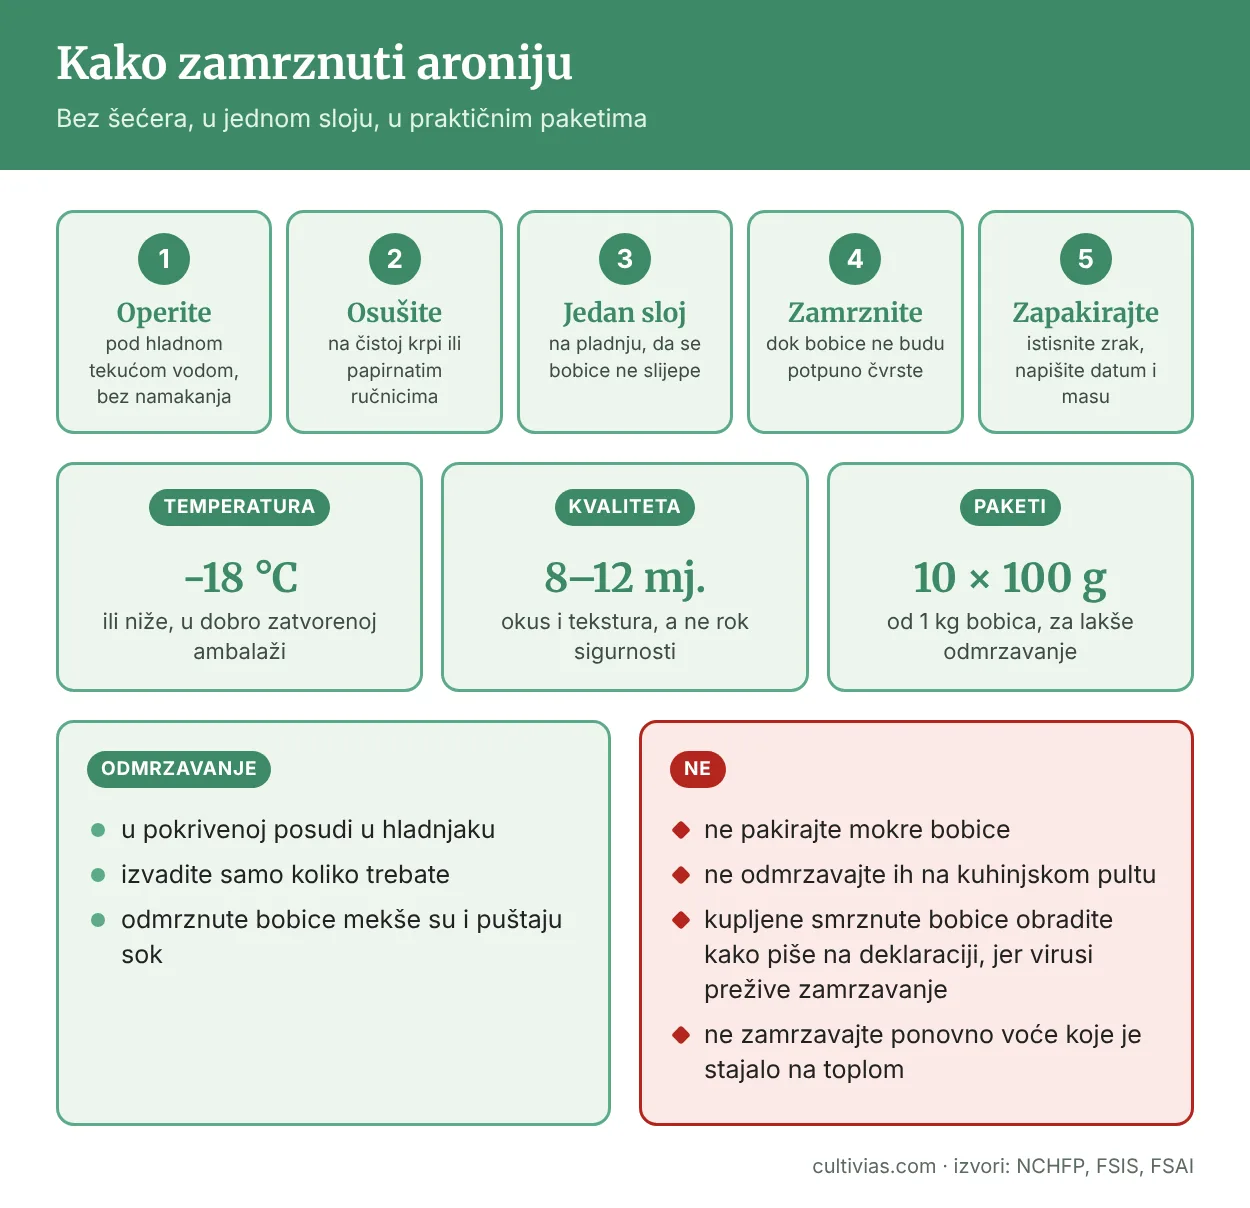 Kako zamrznuti aroniju
Bez šećera, u jednom sloju, u praktičnim paketima
1
Operite
pod hladnom
tekućom vodom,
bez namakanja
2
Osušite
na čistoj krpi ili
papirnatim
ručnicima
3
Jedan sloj
na pladnju, da se
bobice ne slijepe
4
Zamrznite
dok bobice ne budu
potpuno čvrste
5
Zapakirajte
istisnite zrak,
napišite datum i
masu
TEMPERATURA
−18 °C
ili niže, u dobro zatvorenoj
ambalaži
KVALITETA
8–12 mj.
okus i tekstura, a ne rok
sigurnosti
PAKETI
10 × 100 g
od 1 kg bobica, za lakše
odmrzavanje
ODMRZAVANJE
u pokrivenoj posudi u hladnjaku
izvadite samo koliko trebate
odmrznute bobice mekše su i puštaju
sok
NE
ne pakirajte mokre bobice
ne odmrzavajte ih na kuhinjskom pultu
kupljene smrznute bobice obradite
kako piše na deklaraciji, jer virusi
prežive zamrzavanje
ne zamrzavajte ponovno voće koje je
stajalo na toplom
cultivias.com · izvori: NCHFP, FSIS, FSAI